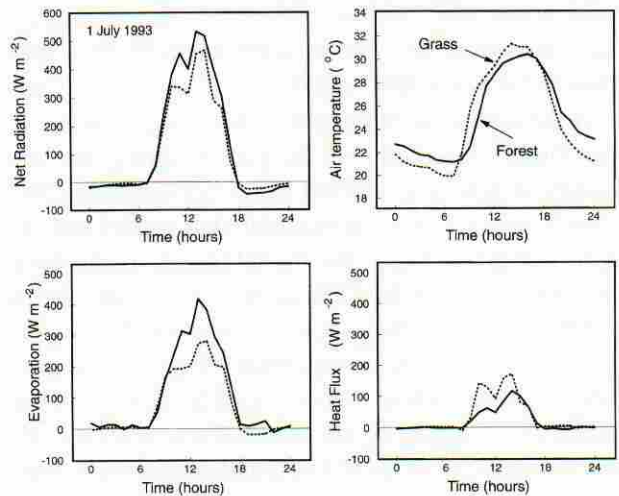 1 July 1993
Net Radiation (W m -2)
600
500
400
300
200
100
0
-100
0 6 12 18 24
Time (hours)
Air temperature ( °C)
34
32
30
28
26
24
22
20
18
Grass
Forest
0 6 12 18 24
Time (hours)
Evaporation (W m -2)
500
400
300
200
100
0
-100
0 6 12 18 24
Time (hours)
Heat Flux (W m -2)
500
400
300
200
100
0
-100
0 6 12 18 24
Time (hours)